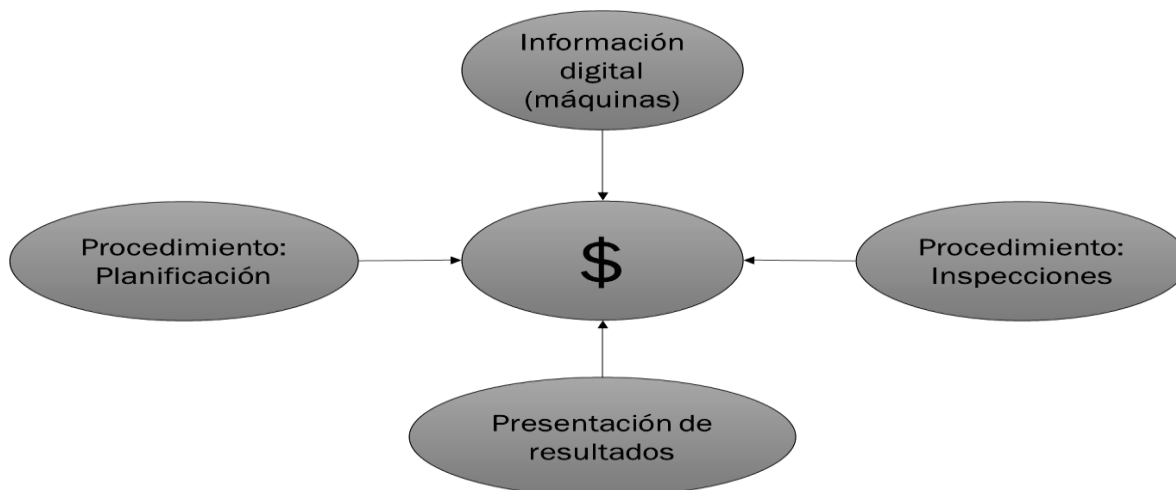 Información
digital
(máquinas)
Procedimiento:
Planificación
$
Procedimiento:
Inspecciones
Presentación de
resultados